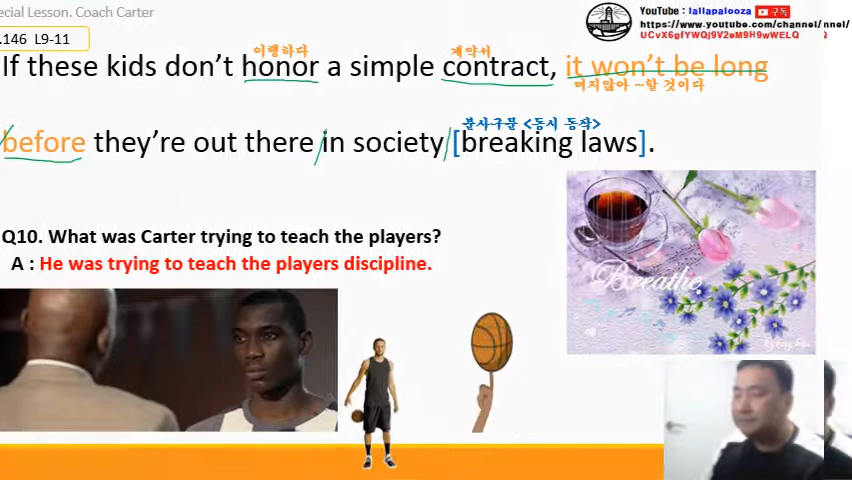 pecial Lesson. Coach Carter
.146 L9-11
YouTube : lallapalooza 구독
https://www.youtube.com/channel/nnel/
UCvX6gfYWQj9V2eM9H9wWELQ Q
이행하다 계약서
If these kids don’t honor a simple contract, it won’t be long
머지않아 ~할 것이다
분사구문 <동시 동작>
before they’re out there in society [breaking laws].
Q10. What was Carter trying to teach the players?
A : He was trying to teach the players discipline.
Breathe